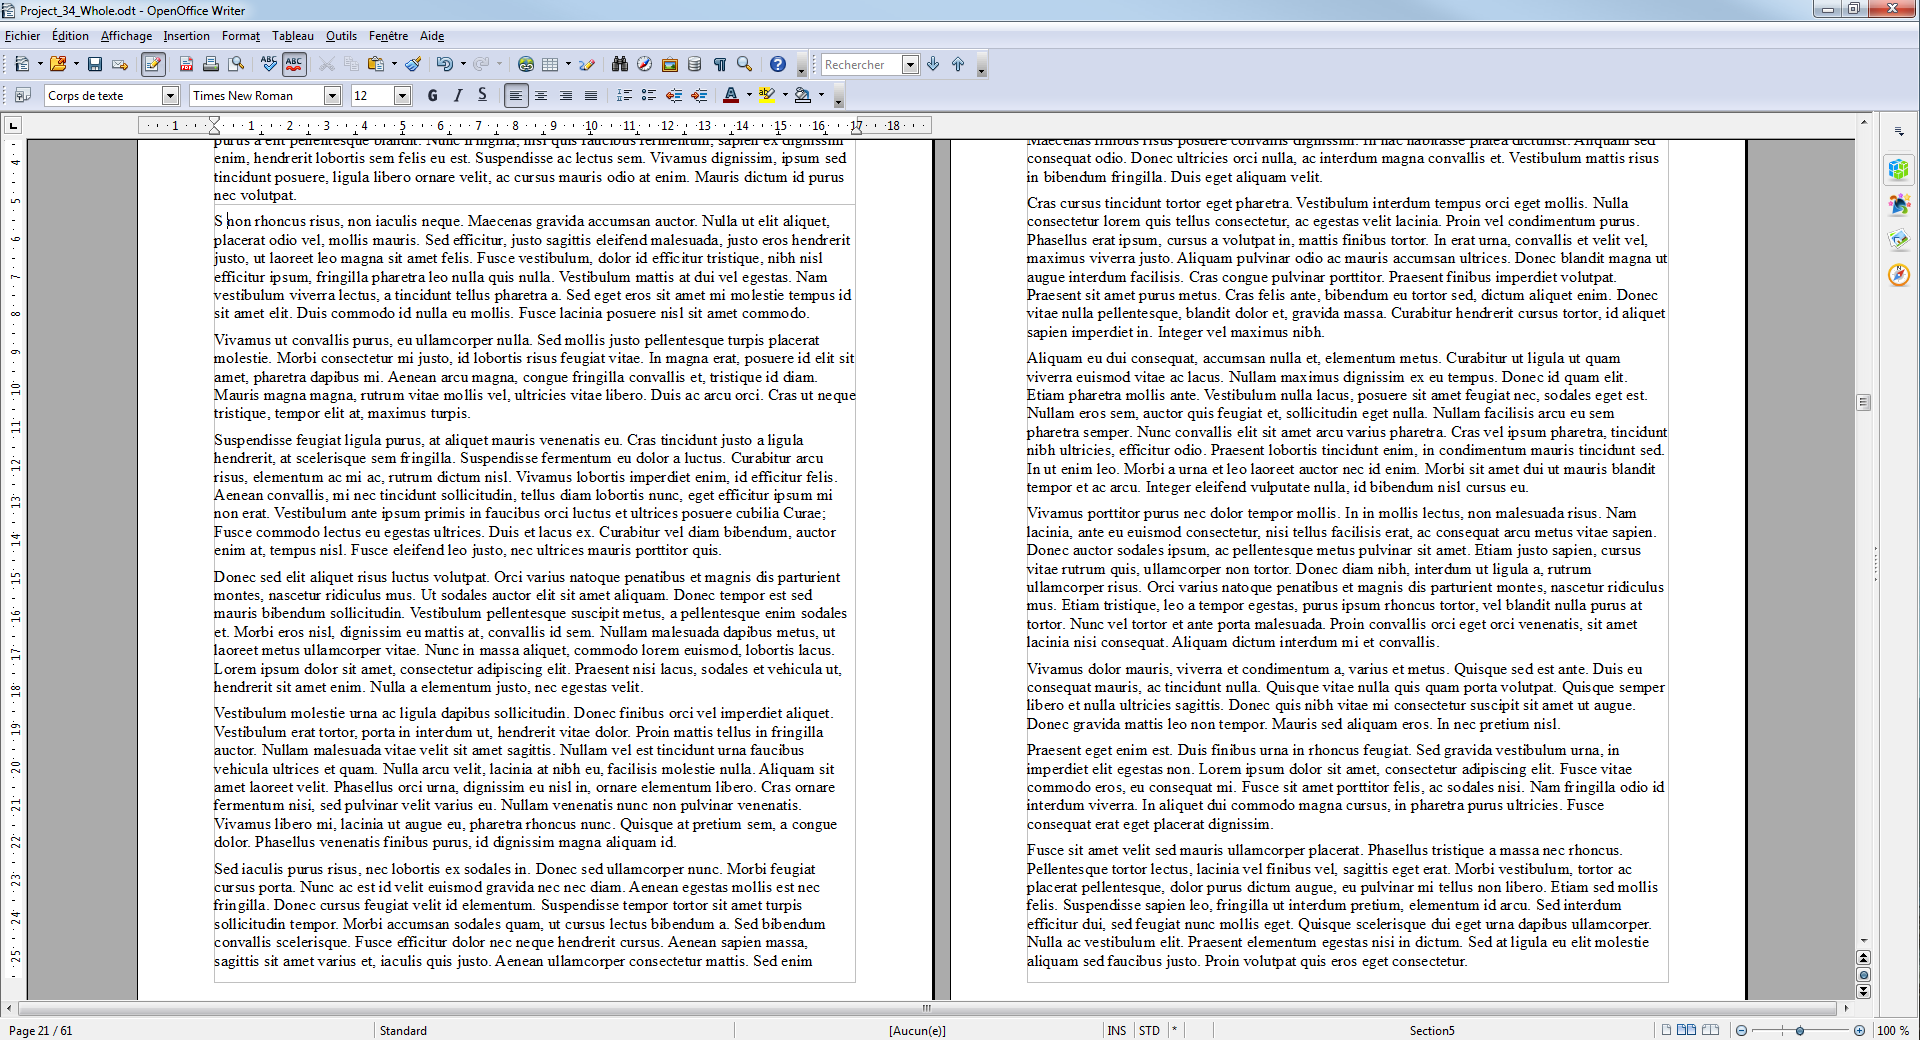 Project_34_Whole.odt - OpenOffice Writer
Fichier Édition Affichage Insertion Format Tableau Outils Fenêtre Aide
Rechercher
Corps de texte Times New Roman 12 G I S
1 1 2 3 4 5 6 7 8 9 10 11 12 13 14 15 16 17 18
purus a elit pellentesque blandit. Nunc fringilla, nisi quis faucibus fermentum, sapien ex dignissim
enim, hendrerit lobortis sem felis eu est. Suspendisse ac lectus sem. Vivamus dignissim, ipsum sed
tincidunt posuere, ligula libero ornare velit, ac cursus mauris odio at enim. Mauris dictum id purus
nec volutpat.
S non rhoncus risus, non iaculis neque. Maecenas gravida accumsan auctor. Nulla ut elit aliquet,
placerat odio vel, mollis mauris. Sed efficitur, justo sagittis eleifend malesuada, justo eros hendrerit
justo, ut laoreet leo magna sit amet felis. Fusce vestibulum, dolor id efficitur tristique, nibh nisl
efficitur ipsum, fringilla pharetra leo nulla quis nulla. Vestibulum mattis at dui vel egestas. Nam
vestibulum viverra lectus, a tincidunt tellus pharetra a. Sed eget eros sit amet mi molestie tempus id
sit amet elit. Duis commodo id nulla eu mollis. Fusce lacinia posuere nisl sit amet commodo.
Vivamus ut convallis purus, eu ullamcorper nulla. Sed mollis justo pellentesque turpis placerat
molestie. Morbi consectetur mi justo, id lobortis risus feugiat vitae. In magna erat, posuere id elit sit
amet, pharetra dapibus mi. Aenean arcu magna, congue fringilla convallis et, tristique id diam.
Mauris magna magna, rutrum vitae mollis vel, ultricies vitae libero. Duis ac arcu orci. Cras ut neque
tristique, tempor elit at, maximus turpis.
Suspendisse feugiat ligula purus, at aliquet mauris venenatis eu. Cras tincidunt justo a ligula
hendrerit, at scelerisque sem fringilla. Suspendisse fermentum eu dolor a luctus. Curabitur arcu
risus, elementum ac mi ac, rutrum dictum nisl. Vivamus lobortis imperdiet enim, id efficitur felis.
Aenean convallis, mi nec tincidunt sollicitudin, tellus diam lobortis nunc, eget efficitur ipsum mi
non erat. Vestibulum ante ipsum primis in faucibus orci luctus et ultrices posuere cubilia Curae;
Fusce commodo lectus eu egestas ultrices. Duis et lacus ex. Curabitur vel diam bibendum, auctor
enim at, tempus nisl. Fusce eleifend leo justo, nec ultrices mauris porttitor quis.
Donec sed elit aliquet risus luctus volutpat. Orci varius natoque penatibus et magnis dis parturient
montes, nascetur ridiculus mus. Ut sodales auctor elit sit amet aliquam. Donec tempor est sed
mauris bibendum sollicitudin. Vestibulum pellentesque suscipit metus, a pellentesque enim sodales
et. Morbi eros nisl, dignissim eu mattis at, convallis id sem. Nullam malesuada dapibus metus, ut
laoreet metus ullamcorper vitae. Nunc in massa aliquet, commodo lorem euismod, lobortis lacus.
Lorem ipsum dolor sit amet, consectetur adipiscing elit. Praesent nisi lacus, sodales et vehicula ut,
hendrerit sit amet enim. Nulla a elementum justo, nec egestas velit.
Vestibulum molestie urna ac ligula dapibus sollicitudin. Donec finibus orci vel imperdiet aliquet.
Vestibulum erat tortor, porta in interdum ut, hendrerit vitae dolor. Proin mattis tellus in fringilla
auctor. Nullam malesuada vitae velit sit amet sagittis. Nullam vel est tincidunt urna faucibus
vehicula ultrices et quam. Nulla arcu velit, lacinia at nibh eu, facilisis molestie nulla. Aliquam sit
amet laoreet velit. Phasellus orci urna, dignissim eu nisl in, ornare elementum libero. Cras ornare
fermentum nisi, sed pulvinar velit varius eu. Nullam venenatis nunc non pulvinar venenatis.
Vivamus libero mi, lacinia ut augue eu, pharetra rhoncus nunc. Quisque at pretium sem, a congue
dolor. Phasellus venenatis finibus purus, id dignissim magna aliquam id.
Sed iaculis purus risus, nec lobortis ex sodales in. Donec sed ullamcorper nunc. Morbi feugiat
cursus porta. Nunc ac est id velit euismod gravida nec nec diam. Aenean egestas mollis est nec
fringilla. Donec cursus feugiat velit id elementum. Suspendisse tempor tortor sit amet turpis
sollicitudin tempor. Morbi accumsan sodales quam, ut cursus lectus bibendum a. Sed bibendum
convallis scelerisque. Fusce efficitur dolor nec neque hendrerit cursus. Aenean sapien massa,
sagittis sit amet varius et, iaculis quis justo. Aenean ullamcorper consectetur mattis. Sed enim
Maecenas finibus risus posuere convallis dignissim. In hac habitasse platea dictumst. Aliquam sed
consequat odio. Donec ultricies orci nulla, ac interdum magna convallis et. Vestibulum mattis risus
in bibendum fringilla. Duis eget aliquam velit.
Cras cursus tincidunt tortor eget pharetra. Vestibulum interdum tempus orci eget mollis. Nulla
consectetur lorem quis tellus consectetur, ac egestas velit lacinia. Proin vel condimentum purus.
Phasellus erat ipsum, cursus a volutpat in, mattis finibus tortor. In erat urna, convallis et velit vel,
maximus viverra justo. Aliquam pulvinar odio ac mauris accumsan ultrices. Donec blandit magna ut
augue interdum facilisis. Cras congue pulvinar porttitor. Praesent finibus imperdiet volutpat.
Praesent sit amet purus metus. Cras felis ante, bibendum eu tortor sed, dictum aliquet enim. Donec
vitae nulla pellentesque, blandit dolor et, gravida massa. Curabitur hendrerit cursus tortor, id aliquet
sapien imperdiet in. Integer vel maximus nibh.
Aliquam eu dui consequat, accumsan nulla et, elementum metus. Curabitur ut ligula ut quam
viverra euismod vitae ac lacus. Nullam maximus dignissim ex eu tempus. Donec id quam elit.
Etiam pharetra mollis ante. Vestibulum nulla lacus, posuere sit amet feugiat nec, sodales eget est.
Nullam eros sem, auctor quis feugiat et, sollicitudin eget nulla. Nullam facilisis arcu eu sem
pharetra semper. Nunc convallis elit sit amet arcu varius pharetra. Cras vel ipsum pharetra, tincidunt
nibh ultricies, efficitur odio. Praesent lobortis tincidunt enim, in condimentum mauris tincidunt sed.
In ut enim leo. Morbi a urna et leo laoreet auctor nec id enim. Morbi sit amet dui ut mauris blandit
tempor et ac arcu. Integer eleifend vulputate nulla, id bibendum nisl cursus eu.
Vivamus porttitor purus nec dolor tempor mollis. In in mollis lectus, non malesuada risus. Nam
lacinia, ante eu euismod consectetur, nisi tellus facilisis erat, ac consequat arcu metus vitae sapien.
Donec auctor sodales ipsum, ac pellentesque metus pulvinar sit amet. Etiam justo sapien, cursus
vitae rutrum quis, ullamcorper non tortor. Donec diam nibh, interdum ut ligula a, rutrum
ullamcorper risus. Orci varius natoque penatibus et magnis dis parturient montes, nascetur ridiculus
mus. Etiam tristique, leo a tempor egestas, purus ipsum rhoncus tortor, vel blandit nulla purus at
tortor. Nunc vel tortor et ante porta malesuada. Proin convallis orci eget orci venenatis, sit amet
lacinia nisi consequat. Aliquam dictum interdum mi et convallis.
Vivamus dolor mauris, viverra et condimentum a, varius et metus. Quisque sed est ante. Duis eu
consequat mauris, ac tincidunt nulla. Quisque vitae nulla quis quam porta volutpat. Quisque semper
libero et nulla ultricies sagittis. Donec quis nibh vitae mi consectetur suscipit sit amet ut augue.
Donec gravida mattis leo non tempor. Mauris sed aliquam eros. In nec pretium nisl.
Praesent eget enim est. Duis finibus urna in rhoncus feugiat. Sed gravida vestibulum urna, in
imperdiet elit egestas non. Lorem ipsum dolor sit amet, consectetur adipiscing elit. Fusce vitae
commodo eros, eu consequat mi. Fusce sit amet porttitor felis, ac sodales nisi. Nam fringilla odio id
interdum viverra. In aliquet dui commodo magna cursus, in pharetra purus ultricies. Fusce
consequat erat eget placerat dignissim.
Fusce sit amet velit sed mauris ullamcorper placerat. Phasellus tristique a massa nec rhoncus.
Pellentesque tortor lectus, lacinia vel finibus vel, sagittis eget erat. Morbi vestibulum, tortor ac
placerat pellentesque, dolor purus dictum augue, eu pulvinar mi tellus non libero. Etiam sed mollis
felis. Suspendisse sapien leo, fringilla ut interdum pretium, elementum id arcu. Sed interdum
efficitur dui, sed feugiat nunc mollis eget. Quisque scelerisque dui eget urna dapibus ullamcorper.
Nulla ac vestibulum elit. Praesent elementum egestas nisi in dictum. Sed at ligula eu elit molestie
aliquam sed faucibus justo. Proin volutpat quis eros eget consectetur.
Page 21 / 61 Standard [Aucun(e)] INS STD * Section5 100 %